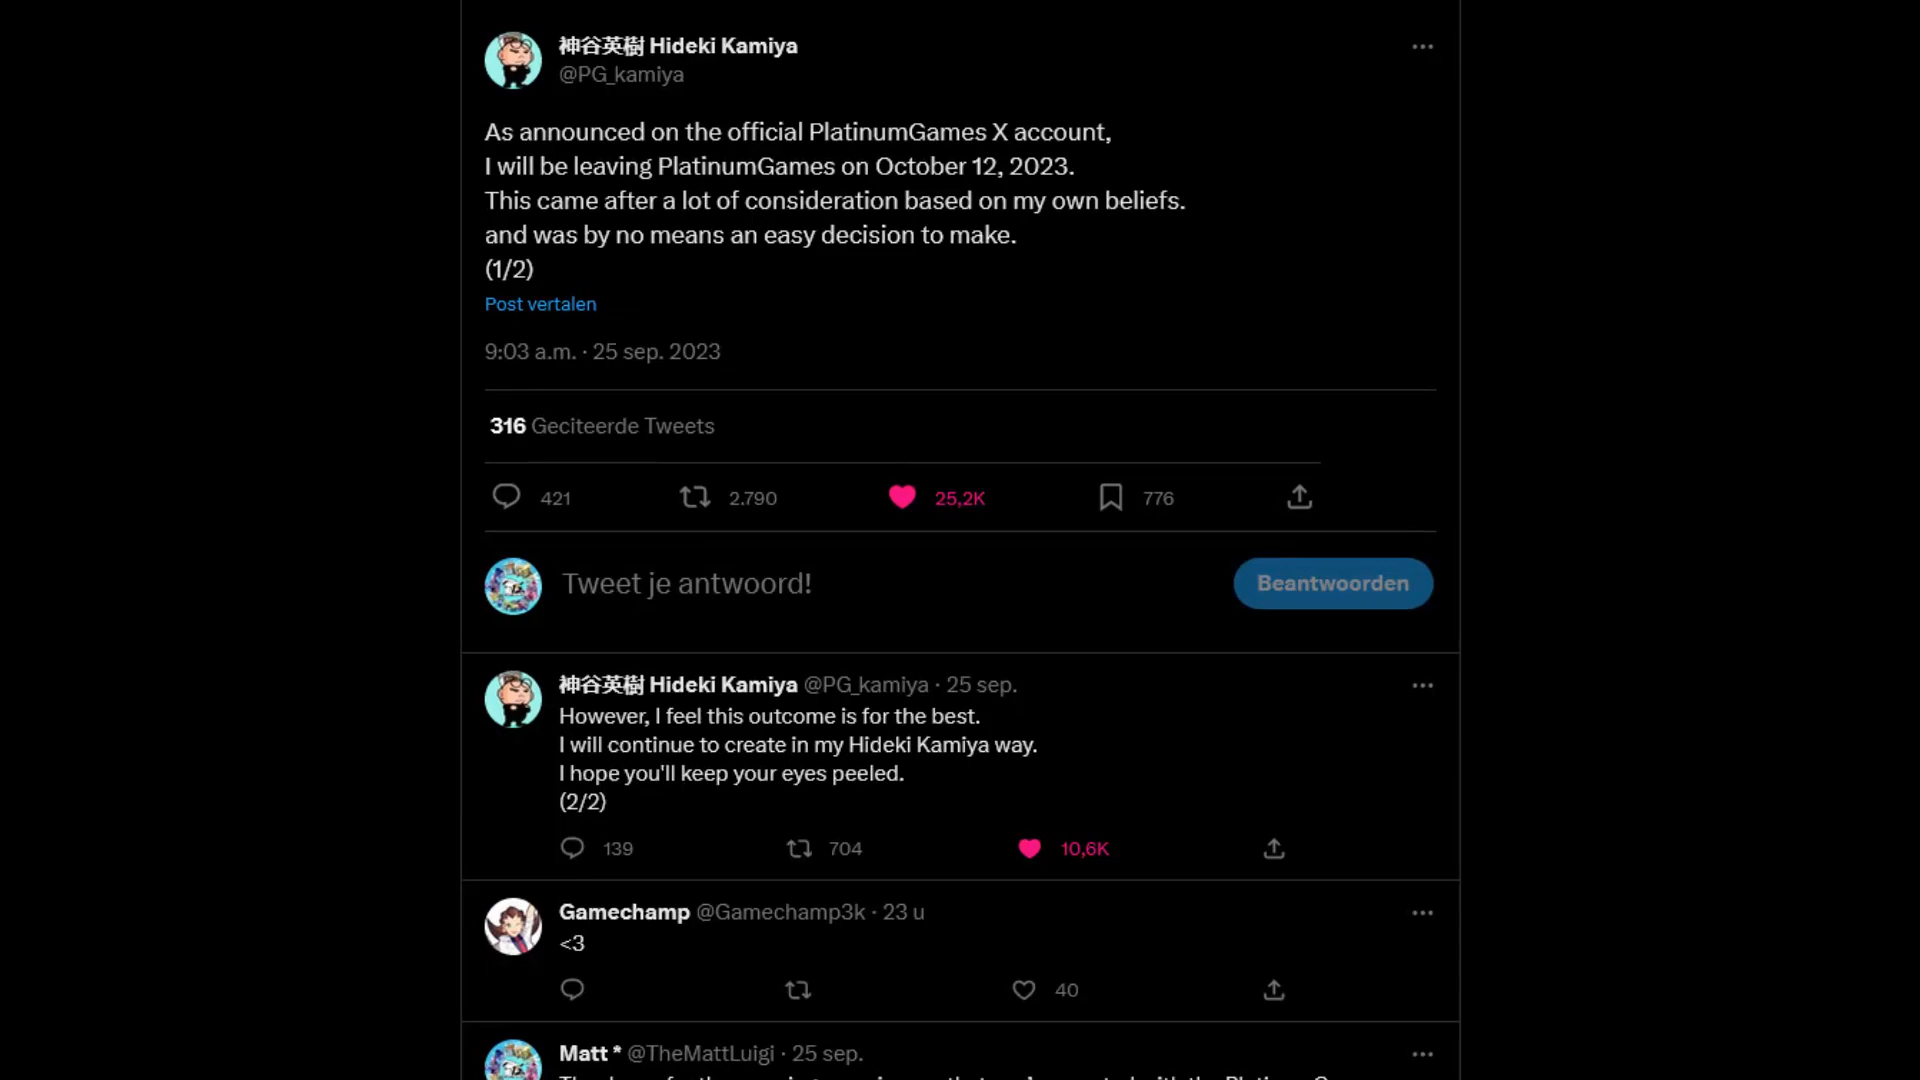 神谷英樹 Hideki Kamiya
@PG_kamiya
As announced on the official PlatinumGames X account,
I will be leaving PlatinumGames on October 12, 2023.
This came after a lot of consideration based on my own beliefs.
and was by no means an easy decision to make.
(1/2)
Post vertalen
9:03 a.m. · 25 sep. 2023
316 Geciteerde Tweets
421 2.790 25,2K 776
Tweet je antwoord! Beantwoorden
神谷英樹 Hideki Kamiya @PG_kamiya · 25 sep.
However, I feel this outcome is for the best.
I will continue to create in my Hideki Kamiya way.
I hope you'll keep your eyes peeled.
(2/2)
139 704 10,6K
Gamechamp @Gamechamp3k · 23 u
<3
40
Matt * @TheMattLuigi · 25 sep.